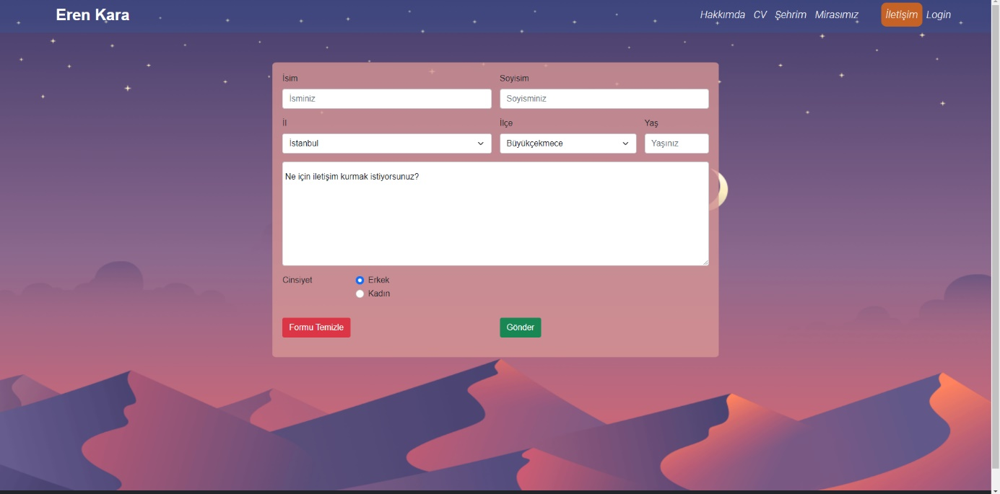 Eren Kara
Hakkımda CV Şehrim Mirasımız İletişim Login
İsim Soyisim
İsminiz Soyisminiz
İl İlçe Yaş
İstanbul Büyükçekmece Yaşınız
Ne için iletişim kurmak istiyorsunuz?
Cinsiyet Erkek
Kadın
Formu Temizle Gönder